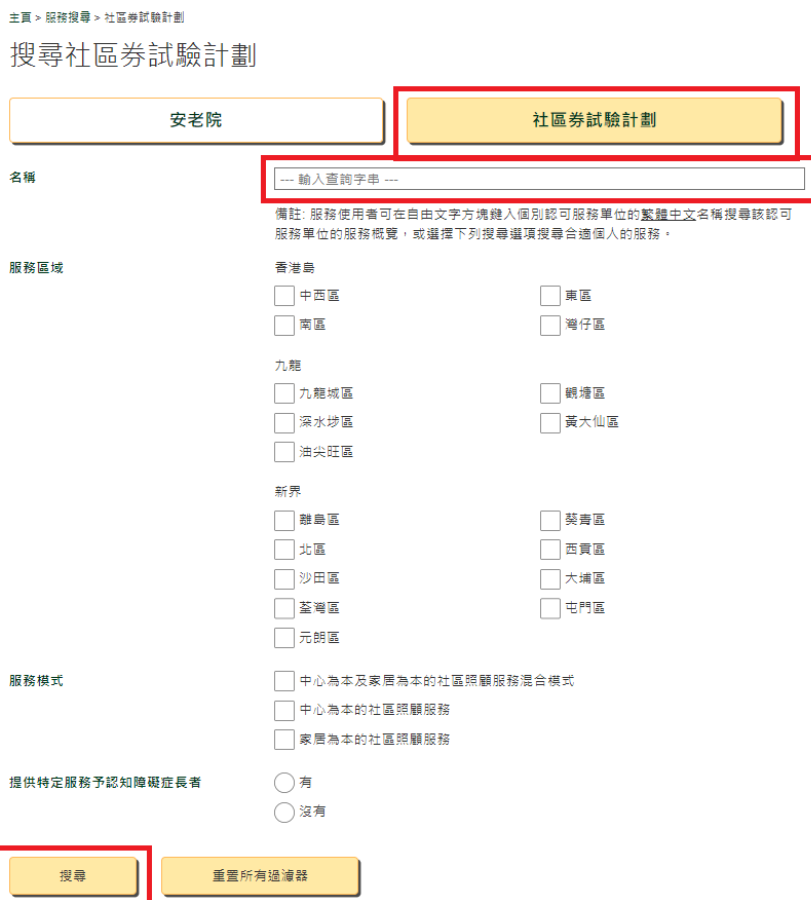 主頁 > 服務搜尋 > 社區券試驗計劃
搜尋社區券試驗計劃
安老院
社區券試驗計劃
名稱
--- 輸入查詢字串 ---
備註: 服務使用者可在自由文字方塊鍵入個別認可服務單位的繁體中文名稱搜尋該認可
服務單位的服務概覽，或選擇下列搜尋選項搜尋合適個人的服務。
服務區域
香港島
中西區
東區
南區
灣仔區
九龍
九龍城區
觀塘區
深水埗區
黃大仙區
油尖旺區
新界
離島區
葵青區
北區
西貢區
沙田區
大埔區
荃灣區
屯門區
元朗區
服務模式
中心為本及家居為本的社區照顧服務混合模式
中心為本的社區照顧服務
家居為本的社區照顧服務
提供特定服務予認知障礙症長者
有
沒有
搜尋
重置所有過濾器